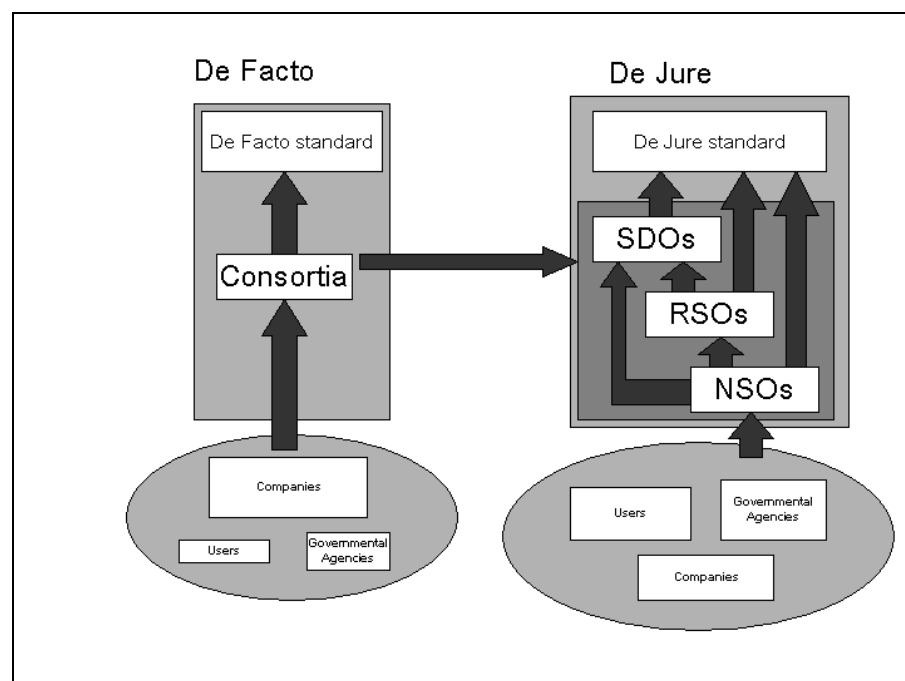 De Facto
De Facto standard
Consortia
Companies
Users
Governmental
Agencies
De Jure
De Jure standard
SDOs
RSOs
NSOs
Users
Governmental
Agencies
Companies